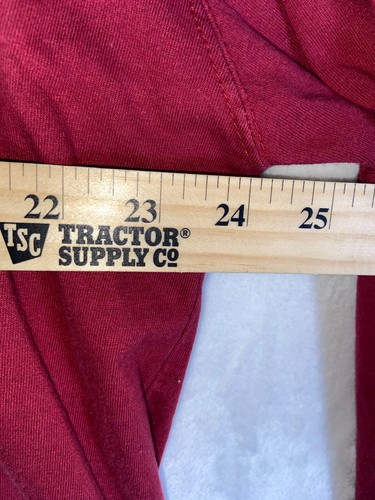 22 23 24 25
TSC TRACTOR®
SUPPLY CO